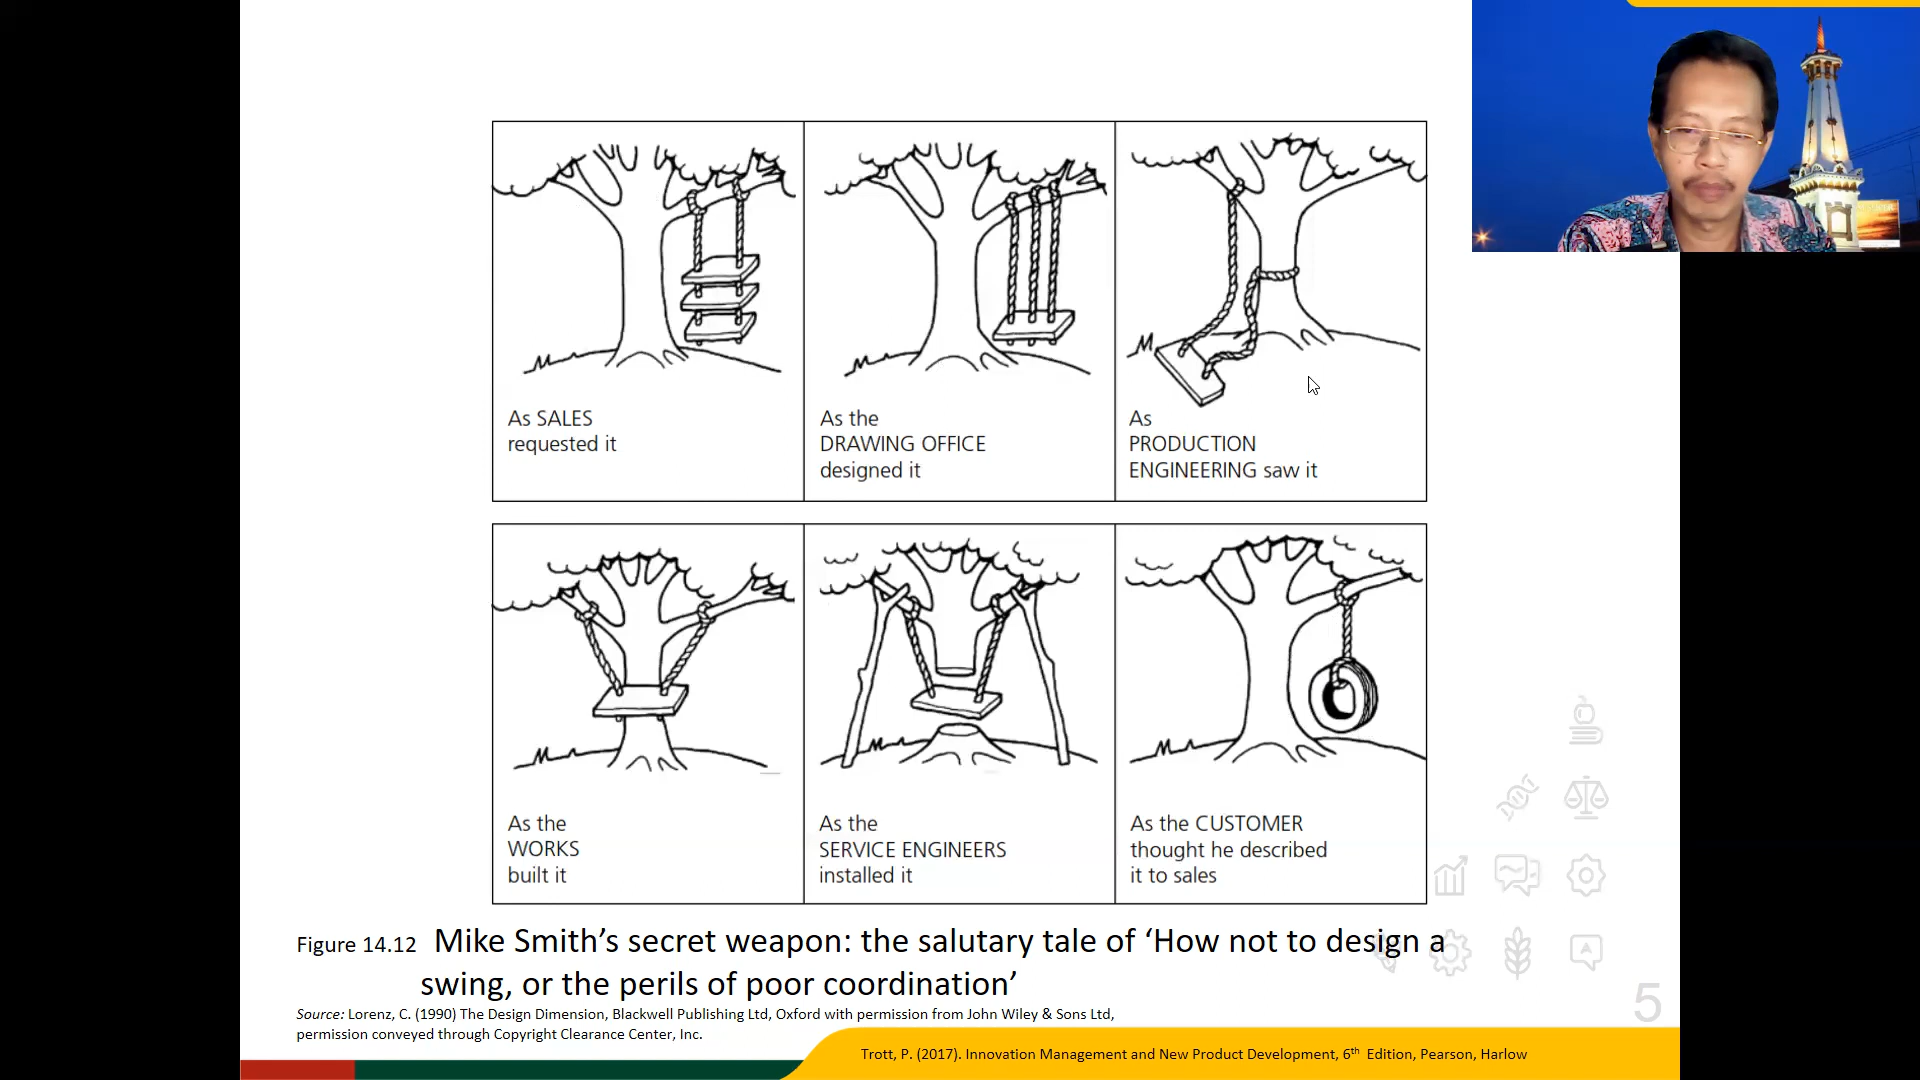 As SALES
requested it
As the
DRAWING OFFICE
designed it
As
PRODUCTION
ENGINEERING saw it
As the
WORKS
built it
As the
SERVICE ENGINEERS
installed it
As the CUSTOMER
thought he described
it to sales
Figure 14.12 Mike Smith’s secret weapon: the salutary tale of ‘How not to design a
swing, or the perils of poor coordination’
Source: Lorenz, C. (1990) The Design Dimension, Blackwell Publishing Ltd, Oxford with permission from John Wiley & Sons Ltd,
permission conveyed through Copyright Clearance Center, Inc.
5
Trott, P. (2017). Innovation Management and New Product Development, 6th Edition, Pearson, Harlow